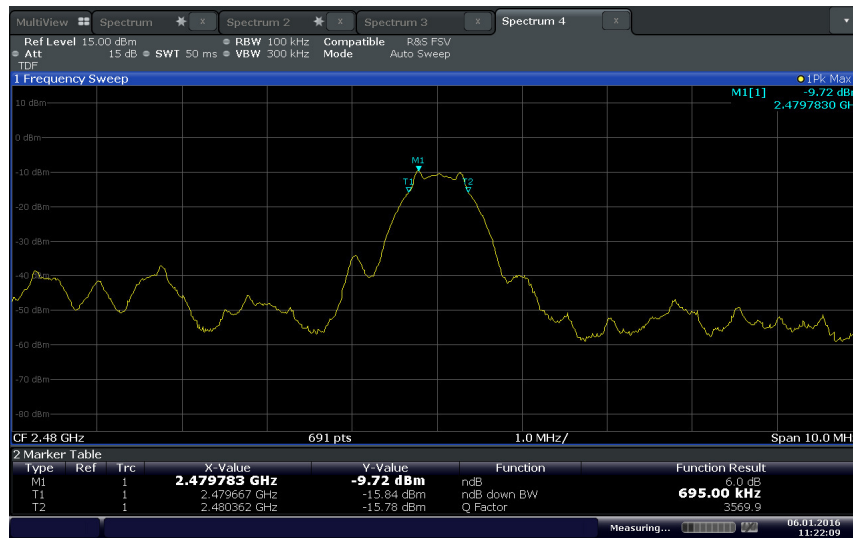 MultiView Spectrum x Spectrum 2 x Spectrum 3 x Spectrum 4 x
Ref Level 15.00 dBm RBW 100 kHz Compatible R&S FSV
Att 15 dB SWT 50 ms VBW 300 kHz Mode Auto Sweep
TDF
1 Frequency Sweep 1Pk Max
M1[1] -9.72 dBm
2.4797830 GH
10 dBm
0 dBm
M1
-10 dBm
T1 T2
-20 dBm
-30 dBm
-40 dBm
-50 dBm
-60 dBm
-70 dBm
-80 dBm
CF 2.48 GHz 691 pts 1.0 MHz/ Span 10.0 MH
2 Marker Table
Type Ref Trc X-Value Y-Value Function Function Result
M1 1 2.479783 GHz -9.72 dBm ndB 6.0 dB
T1 1 2.479667 GHz -15.84 dBm ndB down BW 695.00 kHz
T2 1 2.480362 GHz -15.78 dBm Q Factor 3569.9
Measuring... 06.01.2016
11:22:09